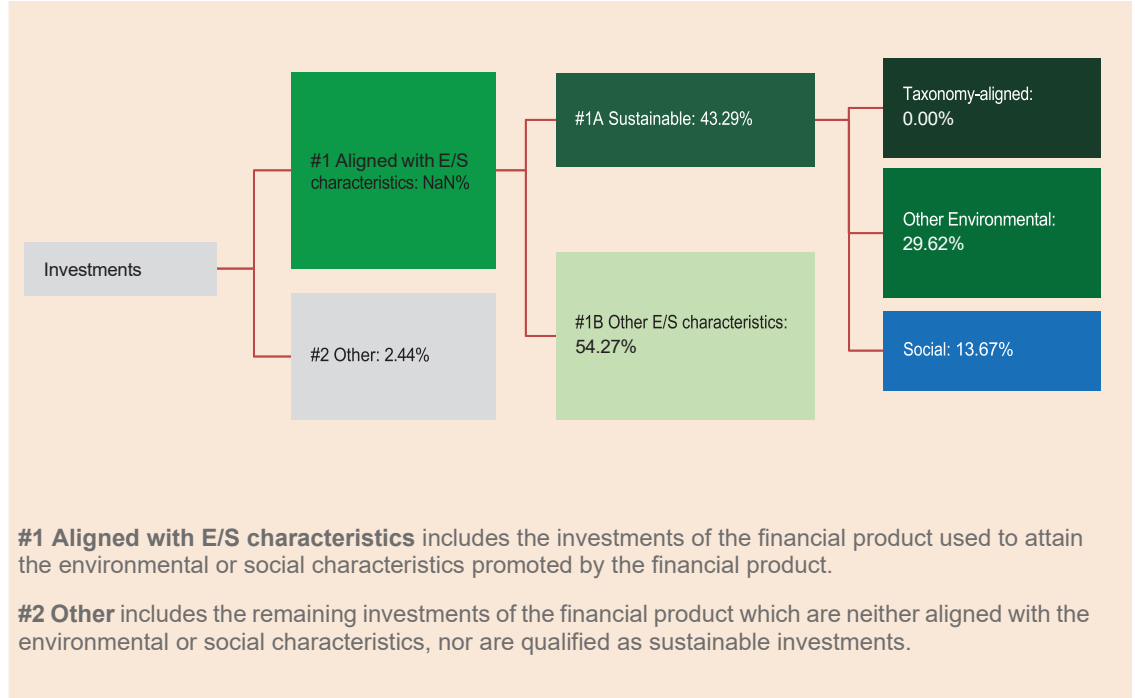 Investments
#1 Aligned with E/S
characteristics: NaN%
#2 Other: 2.44%
#1A Sustainable: 43.29%
#1B Other E/S characteristics:
54.27%
Taxonomy-aligned:
0.00%
Other Environmental:
29.62%
Social: 13.67%
#1 Aligned with E/S characteristics includes the investments of the financial product used to attain
the environmental or social characteristics promoted by the financial product.
#2 Other includes the remaining investments of the financial product which are neither aligned with the
environmental or social characteristics, nor are qualified as sustainable investments.